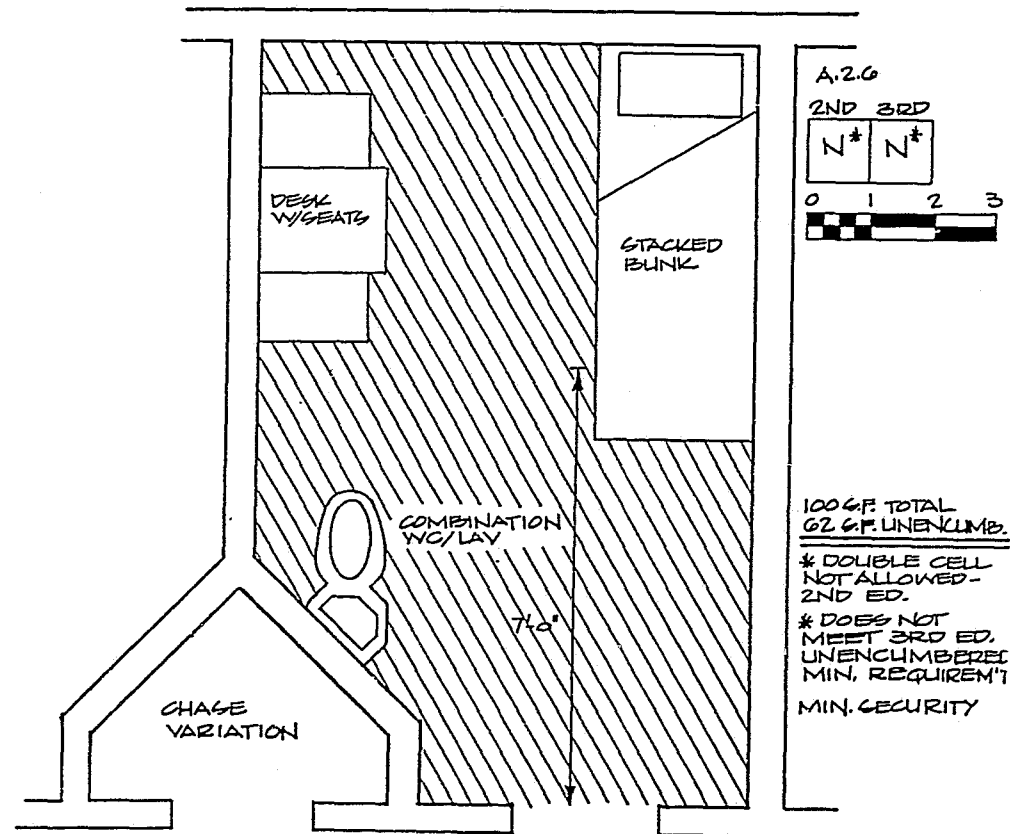 A.2.6
2ND 3RD
N* N*
0 1 2 3
DESK
W/SEATS
STACKED
BUNK
COMBINATION
WC/LAV
7'-0"
CHASE
VARIATION
100 S.F. TOTAL
62 S.F. UNENCUMB.
* DOUBLE CELL
NOT ALLOWED-
2ND ED.
* DOES NOT
MEET 3RD ED.
UNENCUMBERED
MIN. REQUIREM'T
MIN. SECURITY